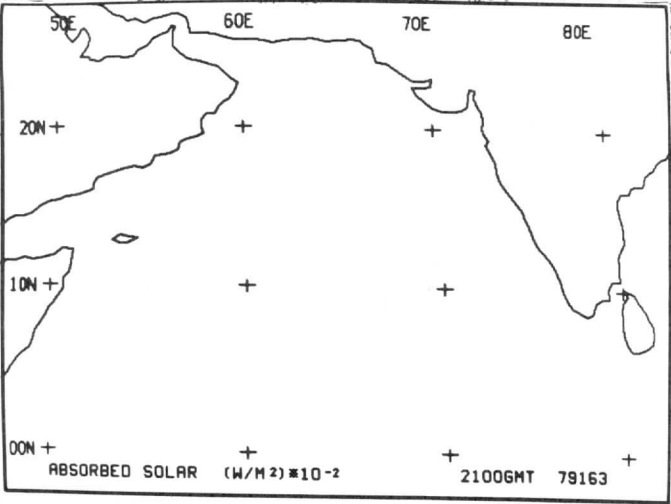 50E 60E 70E 80E
20N
10N
00N
ABSORBED SOLAR (W/M²)*10⁻² 2100GMT 79163